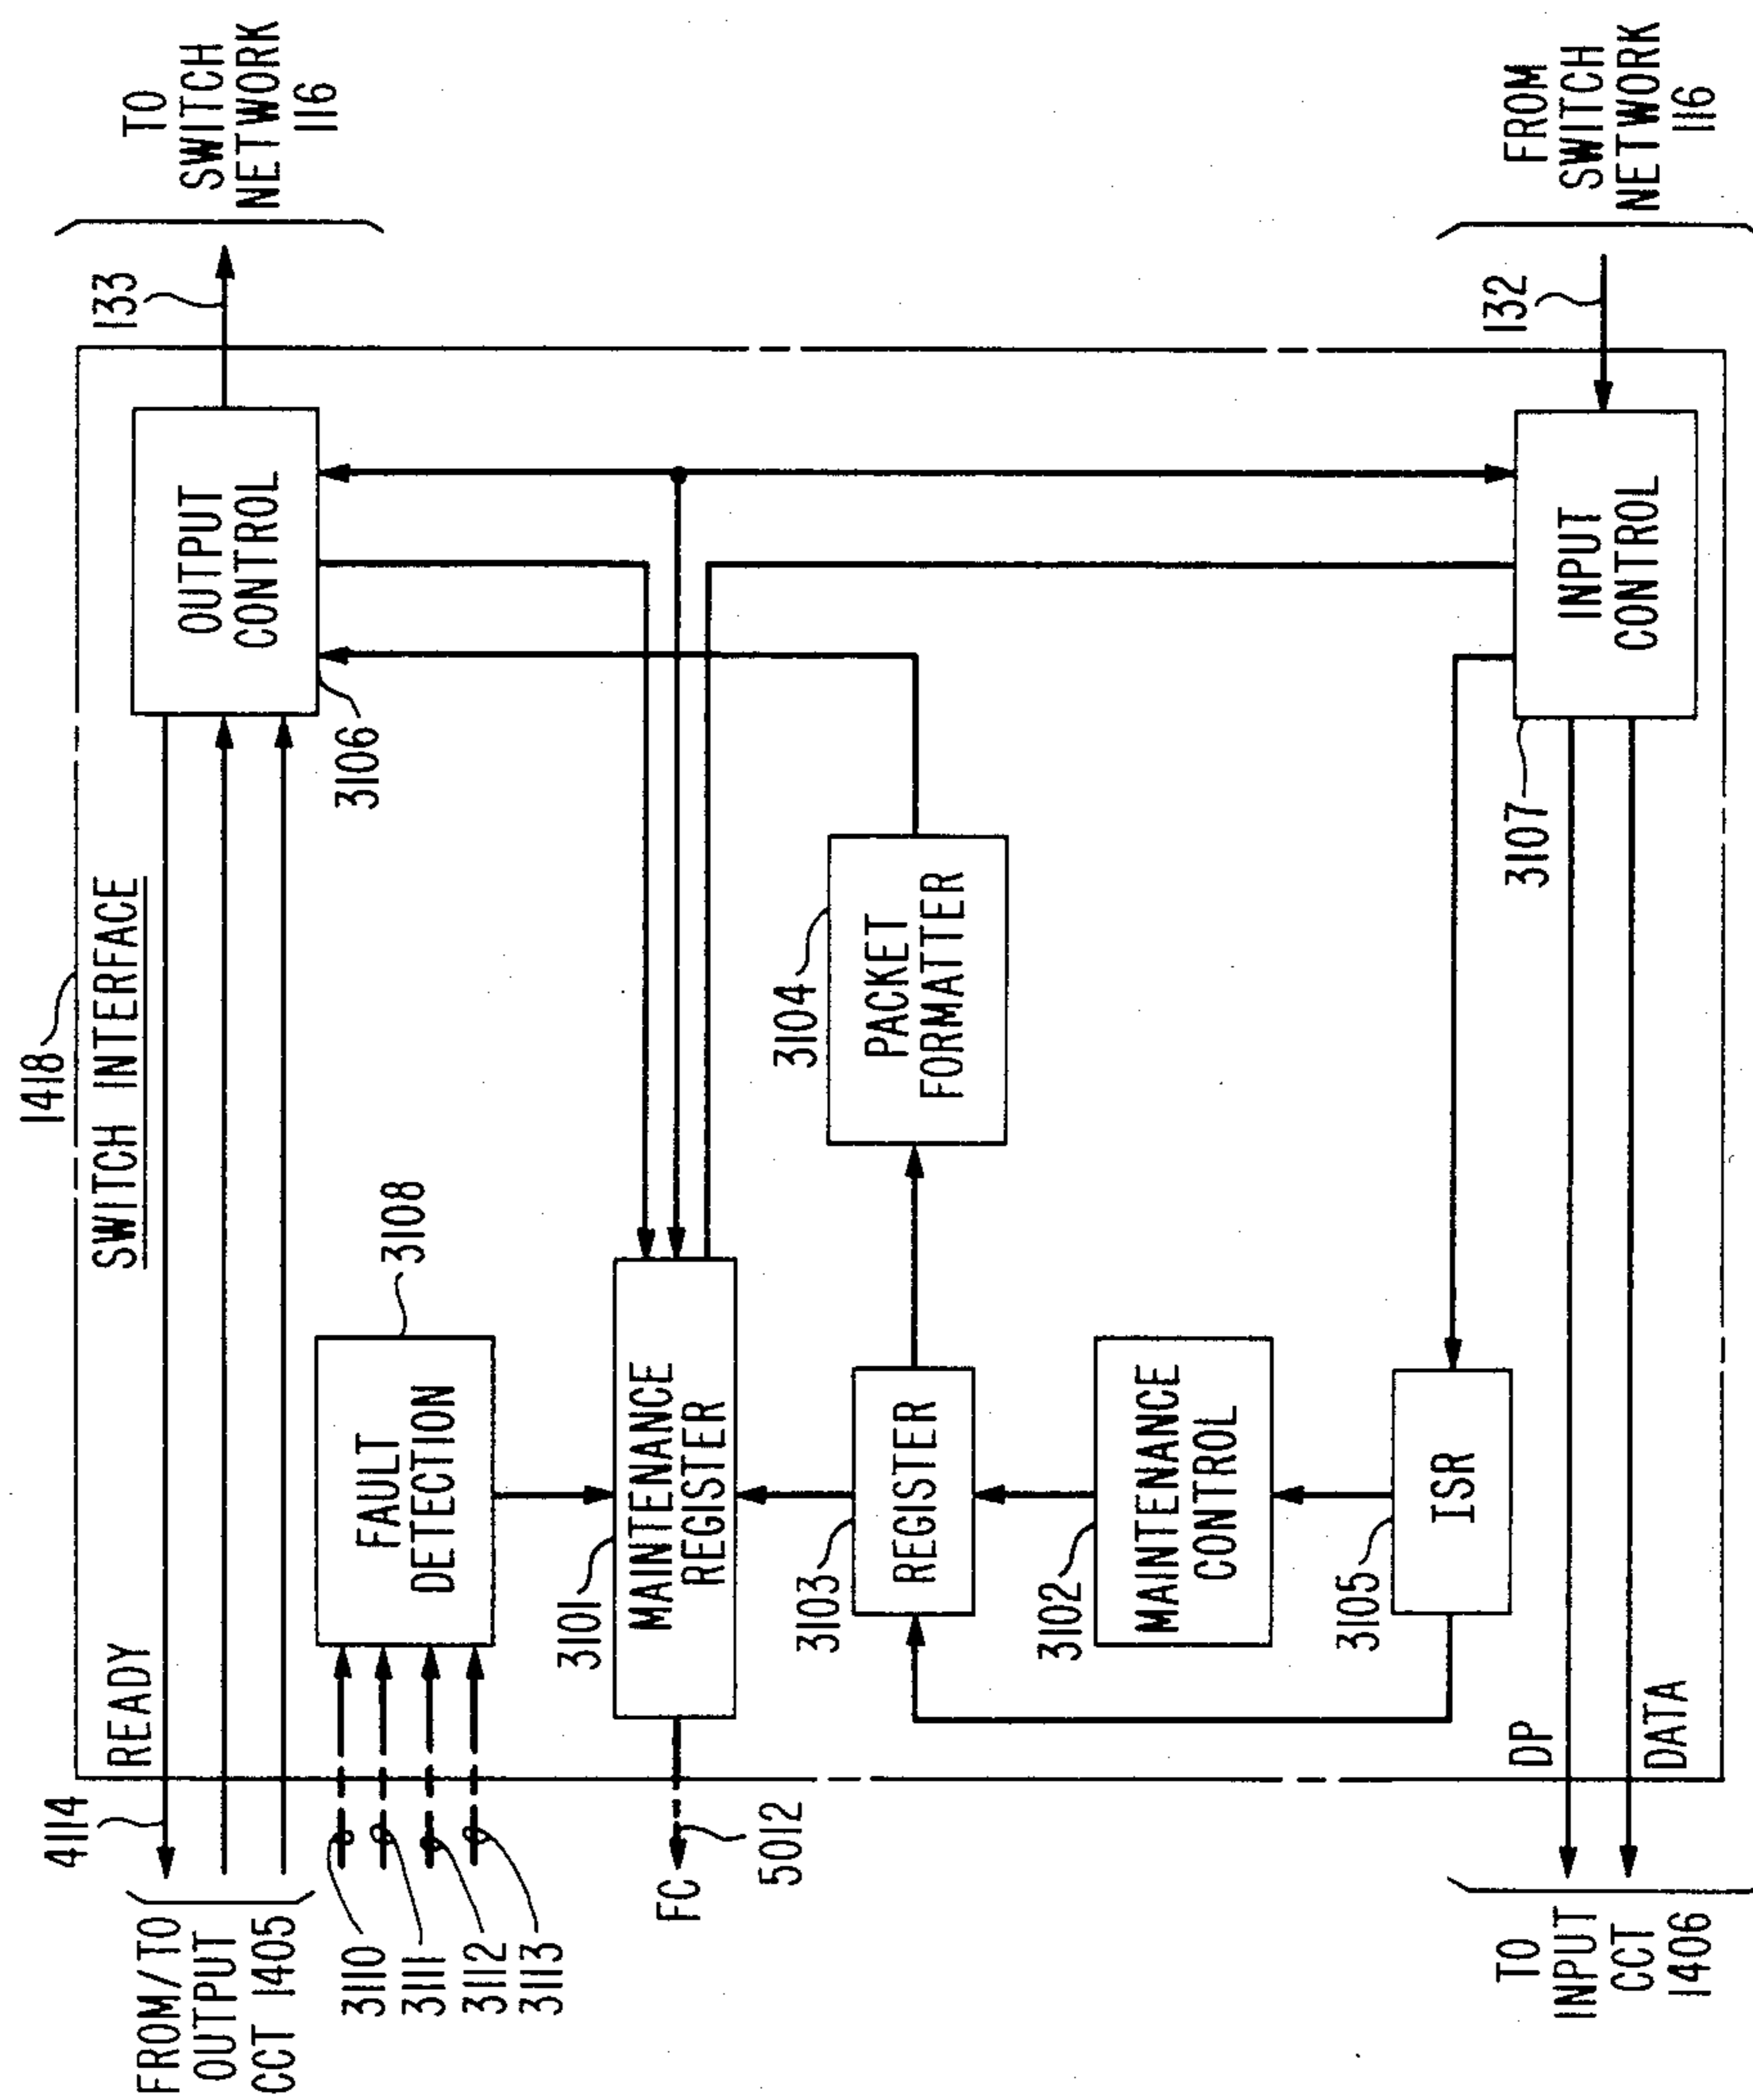 1418
SWITCH INTERFACE
FROM/TO
OUTPUT
CCT 1405
4114
READY
OUTPUT
CONTROL
3106
133
TO
SWITCH
NETWORK
116
3110
3111
3112
3113
FAULT
DETECTION
3108
FC
5012
3101
MAINTENANCE
REGISTER
3103
REGISTER
3104
PACKET
FORMATTER
3102
MAINTENANCE
CONTROL
3105
ISR
3107
INPUT
CONTROL
132
FROM
SWITCH
NETWORK
116
DP
DATA
TO
INPUT
CCT
1406